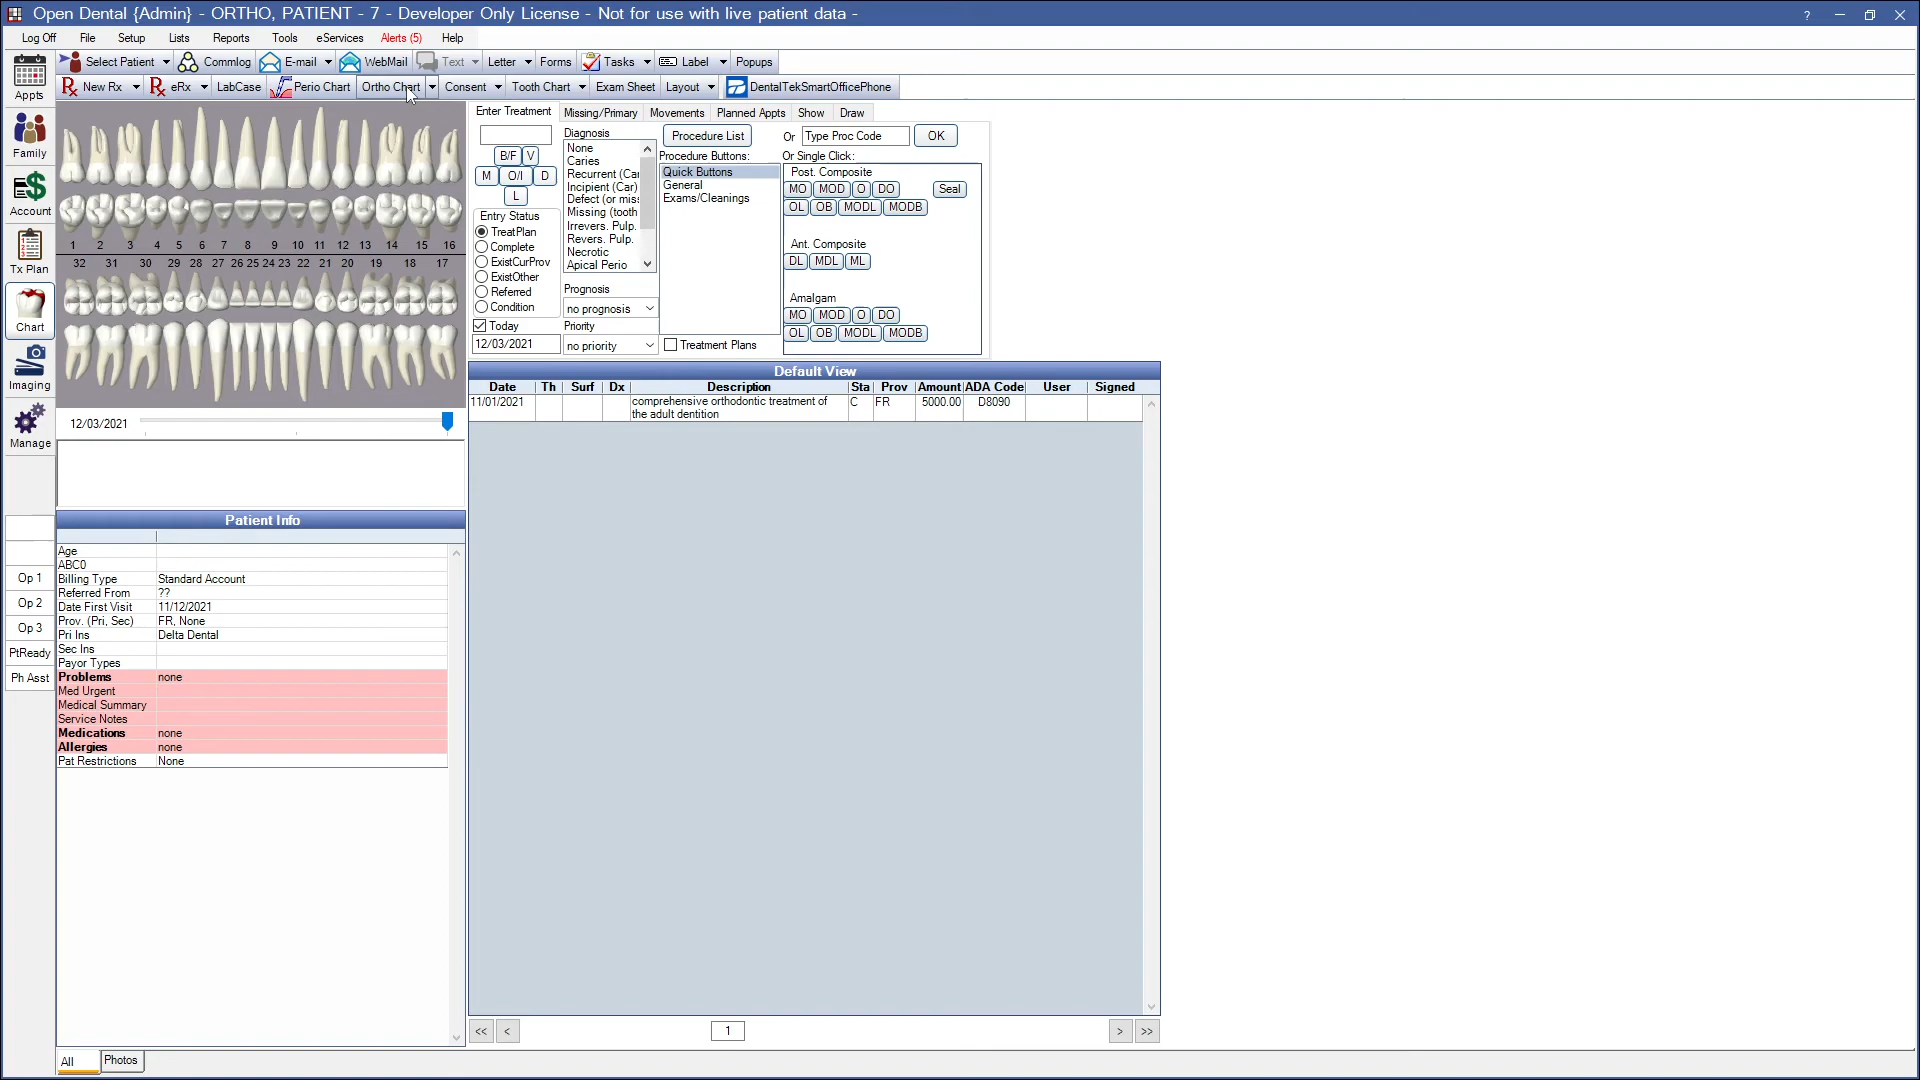 Open Dental {Admin} - ORTHO, PATIENT - 7 - Developer Only License - Not for use with live patient data -
Log Off File Setup Lists Reports Tools eServices Alerts (5) Help
Select Patient Commlog E-mail WebMail Text Letter Forms Tasks Label Popups
New Rx eRx LabCase Perio Chart Ortho Chart Consent Tooth Chart Exam Sheet Layout DentalTekSmartOfficePhone
Appts
Family
Account
Tx Plan
Chart
Imaging
Manage
Op 1
Op 2
Op 3
PtReady
Ph Asst
1 2 3 4 5 6 7 8 9 10 11 12 13 14 15 16
32 31 30 29 28 27 26 25 24 23 22 21 20 19 18 17
12/03/2021
Enter Treatment Missing/Primary Movements Planned Appts Show Draw
B/F V
M O/I D
L
Entry Status
TreatPlan
Complete
ExistCurProv
ExistOther
Referred
Condition
Today
12/03/2021
Diagnosis
None
Caries
Recurrent (Car
Incipient (Car)
Defect (or miss
Missing (tooth
Irrevers. Pulp.
Revers. Pulp.
Necrotic
Apical Perio
Prognosis
no prognosis
Priority
no priority
Procedure List
Procedure Buttons:
Quick Buttons
General
Exams/Cleanings
Treatment Plans
Or Type Proc Code OK
Or Single Click:
Post. Composite
MO MOD O DO Seal
OL OB MODL MODB
Ant. Composite
DL MDL ML
Amalgam
MO MOD O DO
OL OB MODL MODB
Default View
Date Th Surf Dx Description Sta Prov Amount ADA Code User Signed
11/01/2021 comprehensive orthodontic treatment of C FR 5000.00 D8090
the adult dentition
Patient Info
Age
ABC0
Billing Type Standard Account
Referred From ??
Date First Visit 11/12/2021
Prov. (Pri, Sec) FR, None
Pri Ins Delta Dental
Sec Ins
Payor Types
Problems none
Med Urgent
Medical Summary
Service Notes
Medications none
Allergies none
Pat Restrictions None
<< < 1 > >>
All Photos